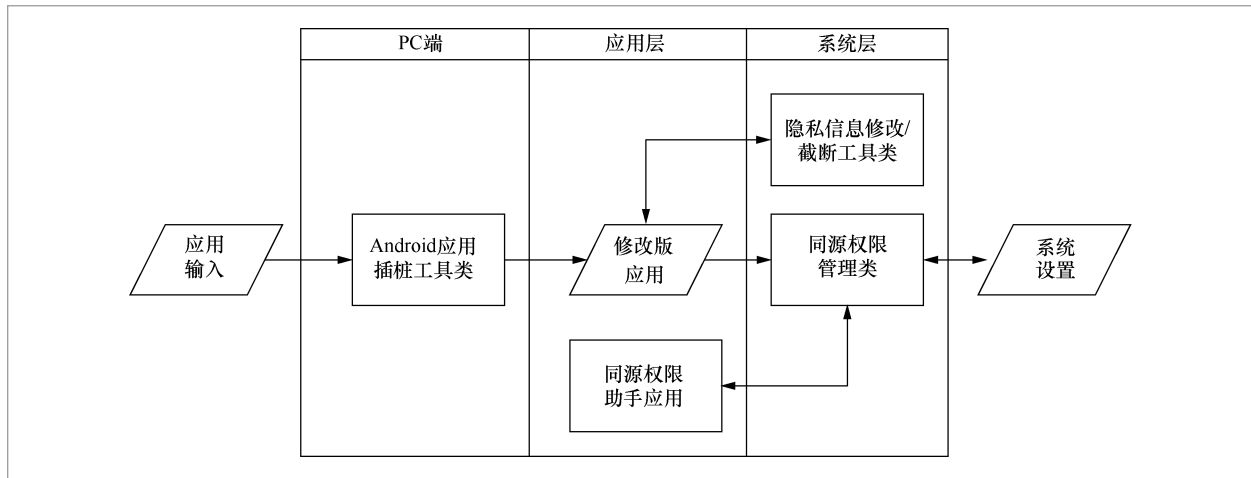 PC端
应用层
系统层
隐私信息修改/
截断工具类
应用
输入
Android应用
插桩工具类
修改版
应用
同源权限
管理类
系统
设置
同源权限
助手应用